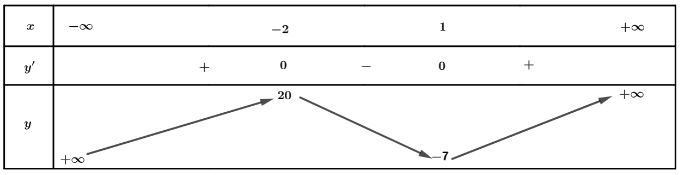 x −∞ −2 1 +∞
y′ + 0 − 0 +
20 +∞
y
+∞ −7